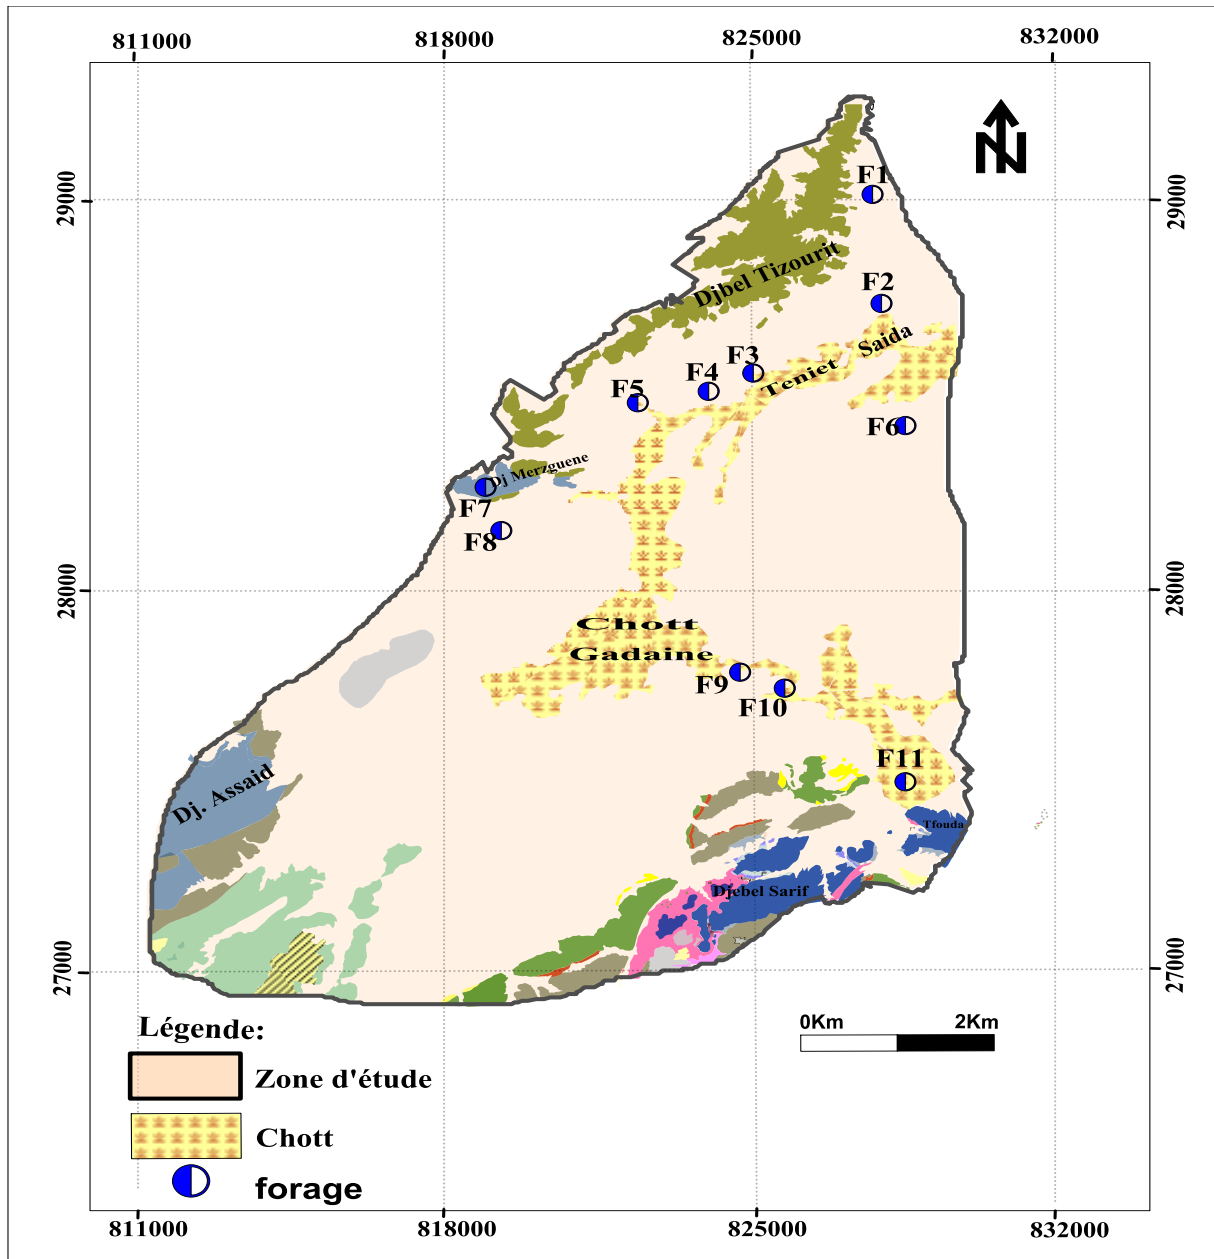 811000 818000 825000 832000
N
F1
29000 29000
Djbel Tizourit
F2
Teniet Saida
F3
F4
F5
F6
Dj Merzguene
F7
F8
28000 28000
Chott
Gadaine
F9
F10
F11
Dj. Assaid
Tfouda
Djebel Sarif
27000 27000
Légende:
0Km 2Km
Zone d'étude
Chott
forage
811000 818000 825000 832000